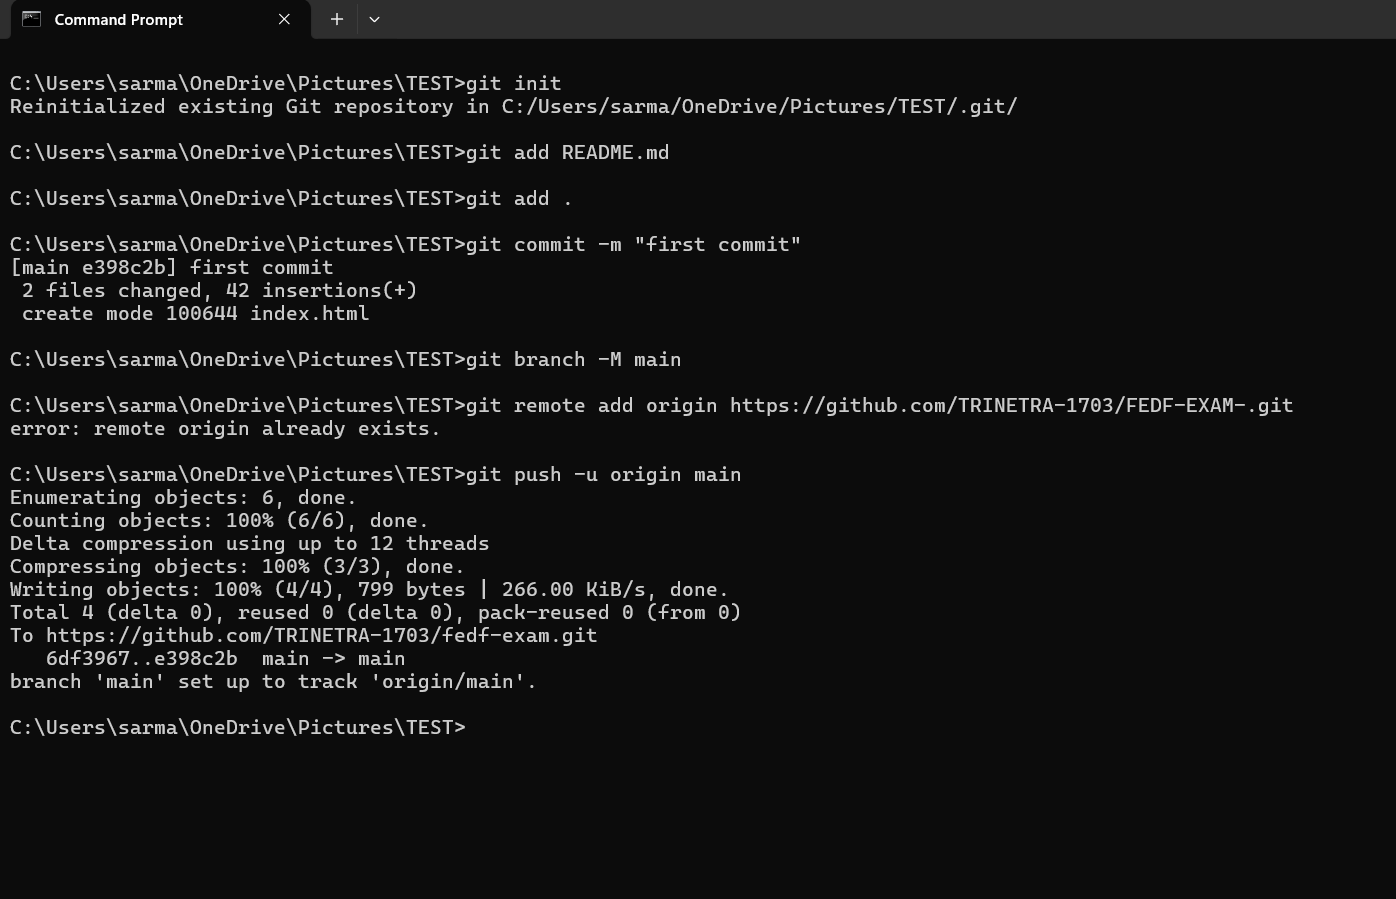 Command Prompt
C:\Users\sarma\OneDrive\Pictures\TEST>git init
Reinitialized existing Git repository in C:/Users/sarma/OneDrive/Pictures/TEST/.git/
C:\Users\sarma\OneDrive\Pictures\TEST>git add README.md
C:\Users\sarma\OneDrive\Pictures\TEST>git add .
C:\Users\sarma\OneDrive\Pictures\TEST>git commit -m "first commit"
[main e398c2b] first commit
 2 files changed, 42 insertions(+)
 create mode 100644 index.html
C:\Users\sarma\OneDrive\Pictures\TEST>git branch -M main
C:\Users\sarma\OneDrive\Pictures\TEST>git remote add origin https://github.com/TRINETRA-1703/FEDF-EXAM-.git
error: remote origin already exists.
C:\Users\sarma\OneDrive\Pictures\TEST>git push -u origin main
Enumerating objects: 6, done.
Counting objects: 100% (6/6), done.
Delta compression using up to 12 threads
Compressing objects: 100% (3/3), done.
Writing objects: 100% (4/4), 799 bytes | 266.00 KiB/s, done.
Total 4 (delta 0), reused 0 (delta 0), pack-reused 0 (from 0)
To https://github.com/TRINETRA-1703/fedf-exam.git
   6df3967..e398c2b  main -> main
branch 'main' set up to track 'origin/main'.
C:\Users\sarma\OneDrive\Pictures\TEST>